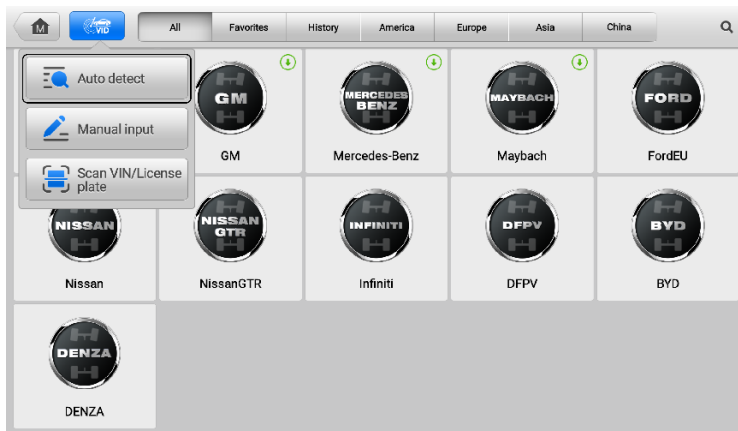 M
VID
All
Favorites
History
America
Europe
Asia
China
Auto detect
Manual input
Scan VIN/License
plate
GM
GM
MERCEDES
BENZ
Mercedes-Benz
MAYBACH
Maybach
FORD
FordEU
NISSAN
Nissan
NISSAN
GTR
NissanGTR
INFINITI
Infiniti
DFPV
DFPV
BYD
BYD
DENZA
DENZA